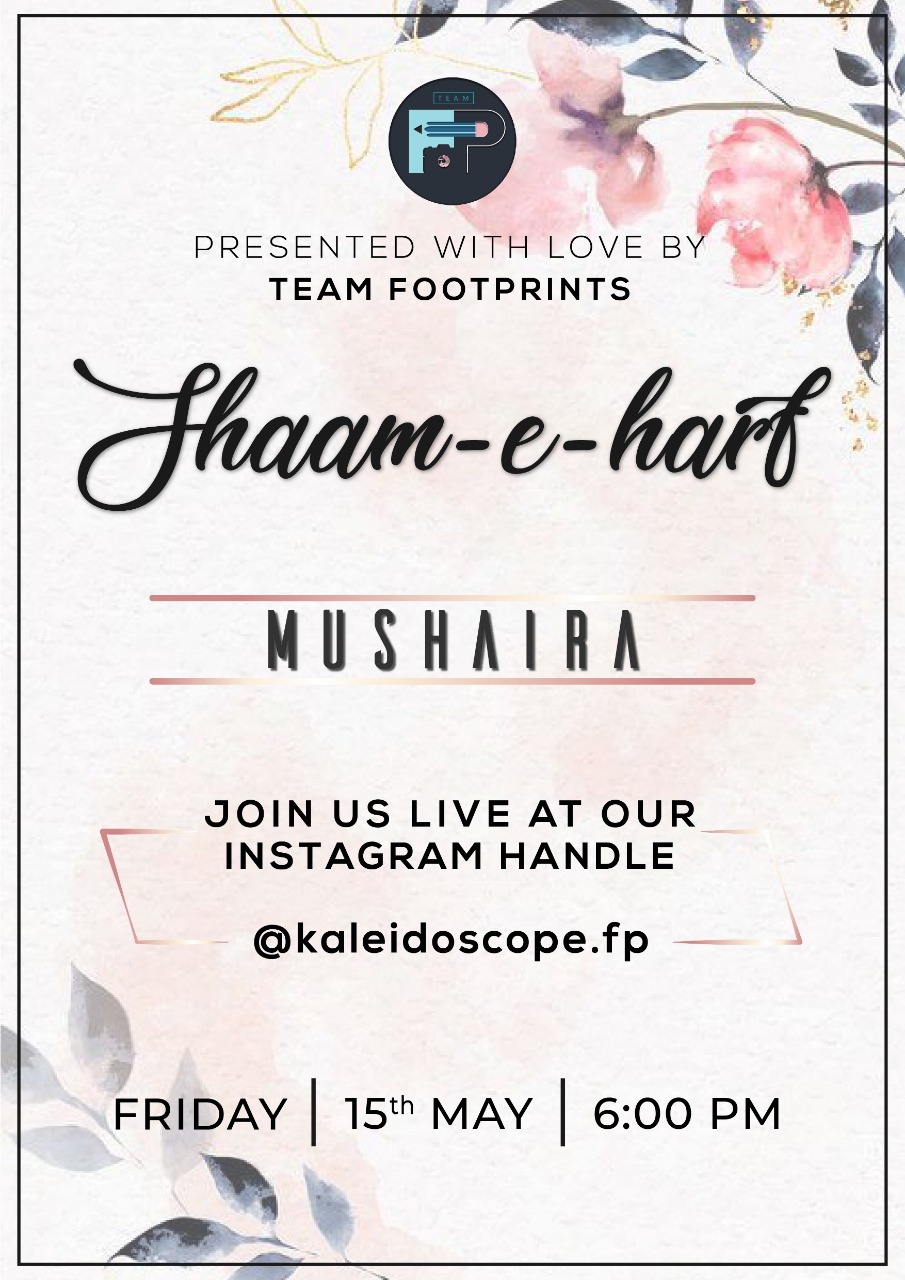 TEAM
FP
PRESENTED WITH LOVE BY
TEAM FOOTPRINTS
Shaam-e-harf
MUSHAIRA
JOIN US LIVE AT OUR
INSTAGRAM HANDLE
@kaleidoscope.fp
FRIDAY | 15th MAY | 6:00 PM